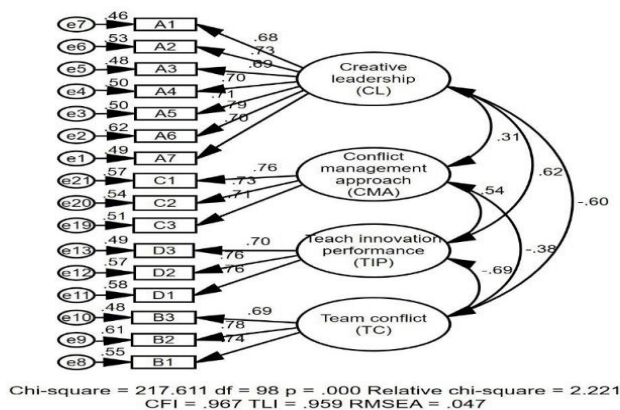 e7 .46 A1
e6 .53 A2
e5 .48 A3
e4 .50 A4
e3 .50 A5
e2 .62 A6
e1 .49 A7
e21 .57 C1
e20 .54 C2
e19 .51 C3
e13 .49 D3
e12 .57 D2
e11 .58 D1
e10 .48 B3
e9 .61 B2
e8 .55 B1
.68
.73
.69
.70
.71
.79
.70
.76
.73
.71
.70
.76
.76
.69
.78
.74
Creative
leadership
(CL)
Conflict
management
approach
(CMA)
Teach innovation
performance
(TIP)
Team conflict
(TC)
.31
.62
-.60
.54
-.38
-.69
Chi-square = 217.611 df = 98 p = .000 Relative chi-square = 2.221
CFI = .967 TLI = .959 RMSEA = .047